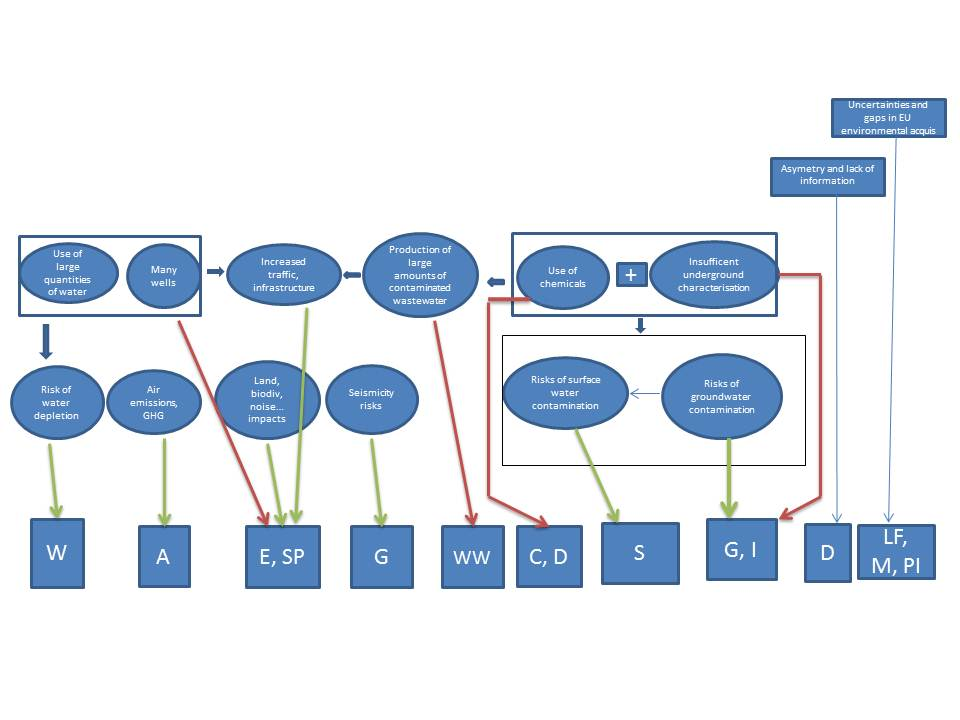 Uncertainties and
gaps in EU
environmental acquis
Asymetry and lack of
information
Use of
large
quantities
of water
Many
wells
Increased
traffic,
infrastructure
Production of
large
amounts of
contaminated
wastewater
Use of
chemicals
+
Insufficent
underground
characterisation
Risk of
water
depletion
Air
emissions,
GHG
Land,
biodiv,
noise...
impacts
Seismicity
risks
Risks of surface
water
contamination
Risks of
groundwater
contamination
W
A
E, SP
G
WW
C, D
S
G, I
D
LF,
M, PI